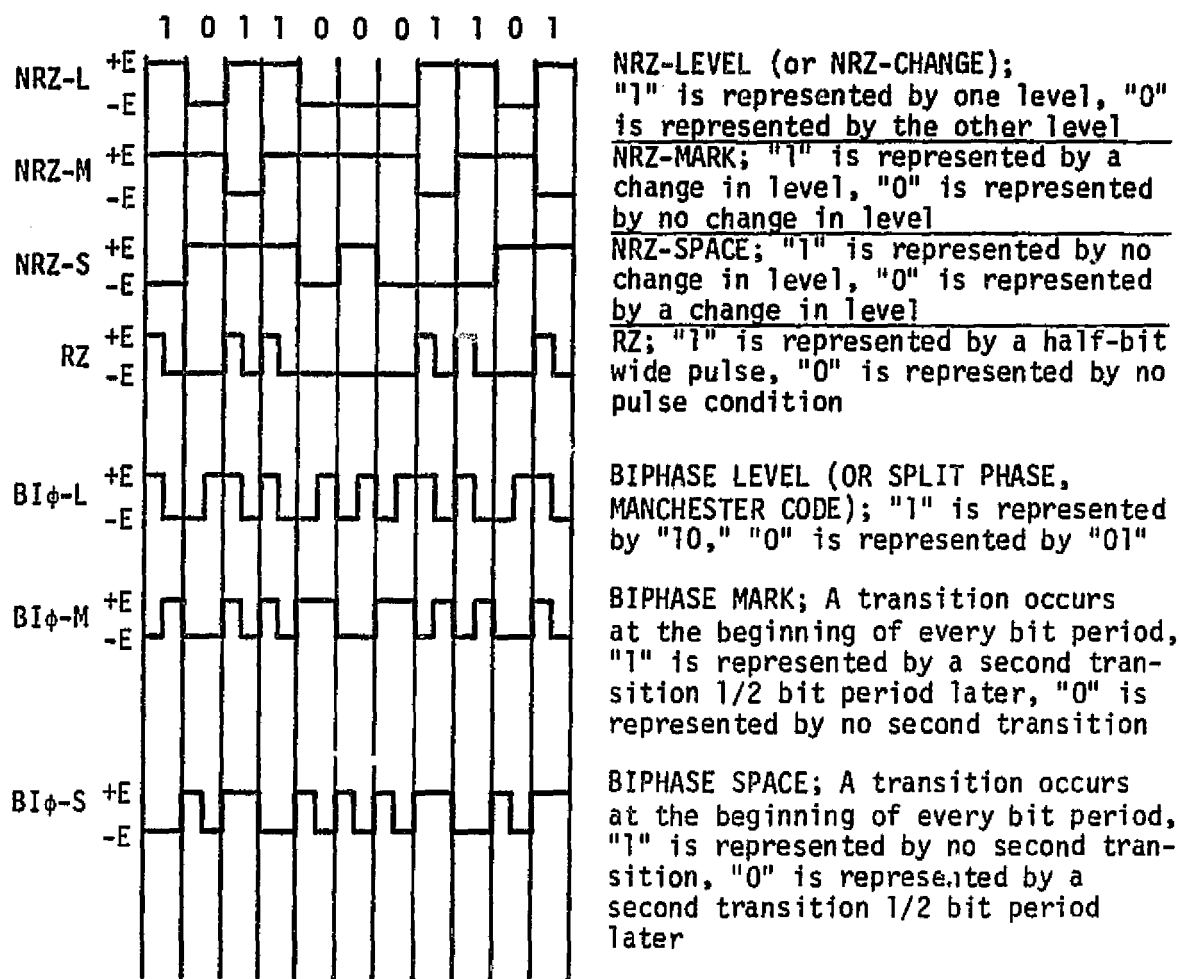 1 0 1 1 0 0 0 1 1 0 1
NRZ-L +E
-E
NRZ-LEVEL (or NRZ-CHANGE);
"1" is represented by one level, "0"
is represented by the other level
NRZ-M +E
-E
NRZ-MARK; "1" is represented by a
change in level, "0" is represented
by no change in level
NRZ-S +E
-E
NRZ-SPACE; "1" is represented by no
change in level, "0" is represented
by a change in level
RZ +E
-E
RZ; "1" is represented by a half-bit
wide pulse, "0" is represented by no
pulse condition
BIφ-L +E
-E
BIPHASE LEVEL (OR SPLIT PHASE,
MANCHESTER CODE); "1" is represented
by "10," "0" is represented by "01"
BIφ-M +E
-E
BIPHASE MARK; A transition occurs
at the beginning of every bit period,
"1" is represented by a second tran-
sition 1/2 bit period later, "0" is
represented by no second transition
BIφ-S +E
-E
BIPHASE SPACE; A transition occurs
at the beginning of every bit period,
"1" is represented by no second tran-
sition, "0" is represented by a
second transition 1/2 bit period
later